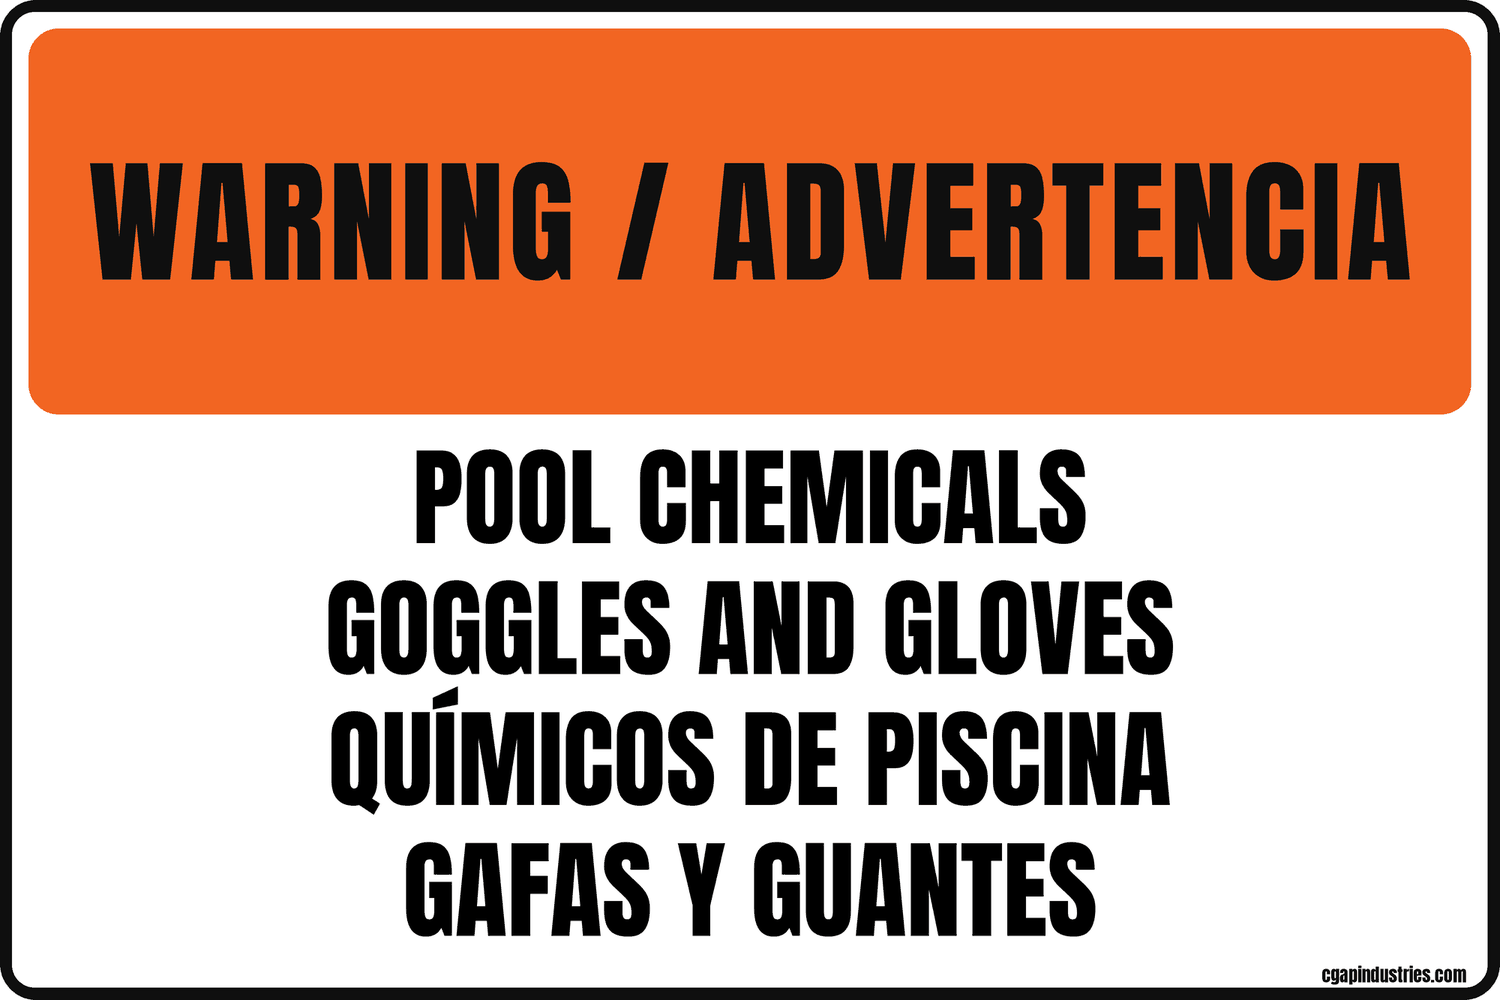 WARNING / ADVERTENCIA
POOL CHEMICALS
GOGGLES AND GLOVES
QUÍMICOS DE PISCINA
GAFAS Y GUANTES
cgapindustries.com